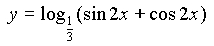 y = log_{1/3}(sin 2x + cos 2x)